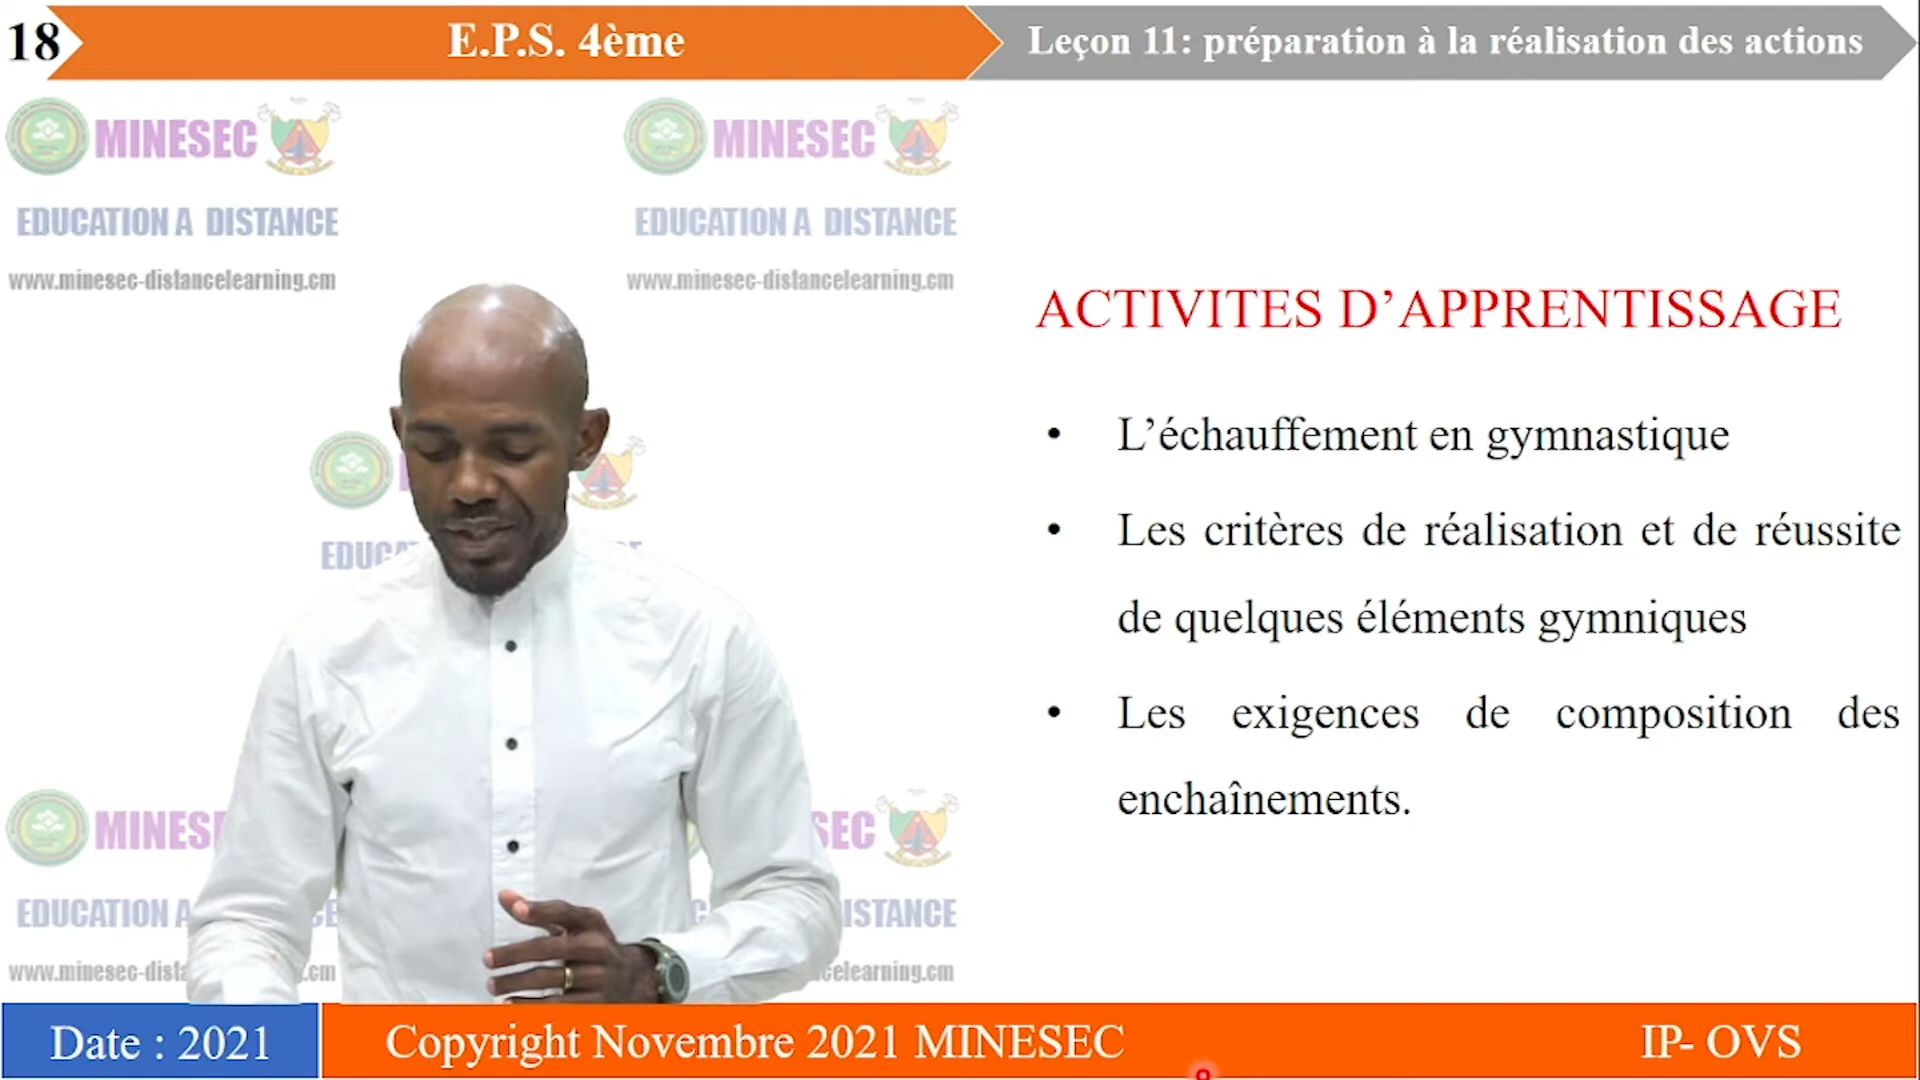 18
E.P.S. 4ème
Leçon 11: préparation à la réalisation des actions
MINESEC
EDUCATION A DISTANCE
www.minesec-distancelearning.cm
MINESEC
EDUCATION A DISTANCE
www.minesec-distancelearning.cm
ACTIVITES D’APPRENTISSAGE
• L’échauffement en gymnastique
• Les critères de réalisation et de réussite
de quelques éléments gymniques
• Les exigences de composition des
enchaînements.
Date : 2021
Copyright Novembre 2021 MINESEC
IP- OVS